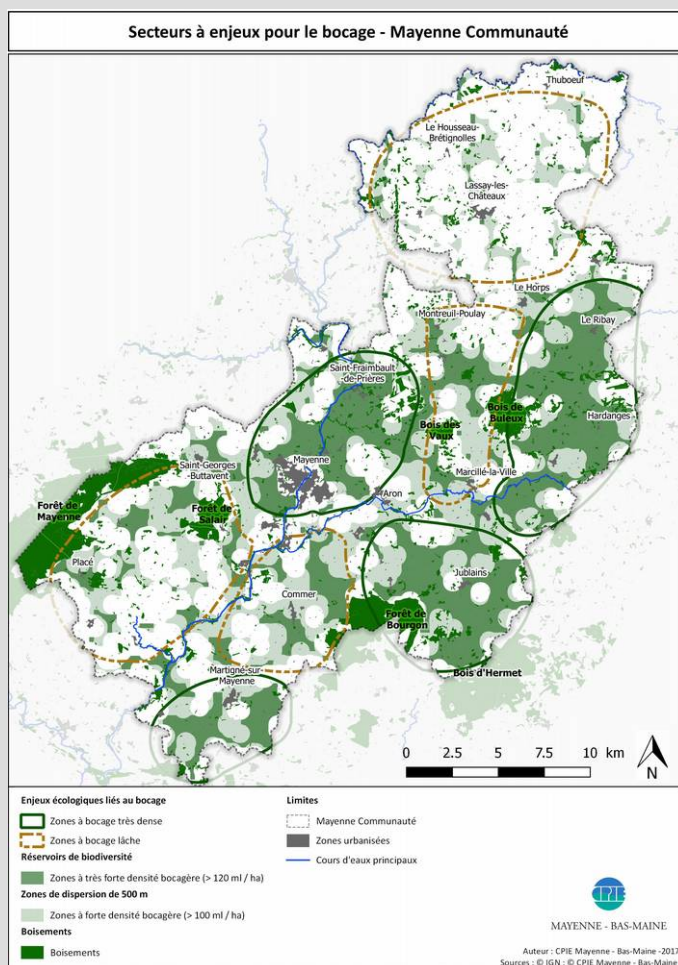 Secteurs à enjeux pour le bocage - Mayenne Communauté
Thuboeuf
Le Housseau-
Brétignolles
Lassay-les-
Châteaux
Le Horps
Montreuil-Poulay
Le Ribay
Saint-Fraimbault
-de-Prières
Bois de
Buleux
Hardanges
Bois des
Vaux
Mayenne
Saint-Georges
-Buttavent
Marcillé-la-Ville
Aron
Forêt de
Mayenne
Forêt de
Salair
Placé
Jublains
Commer
Forêt de
Bourgon
Martigné-sur-
Mayenne
Bois d'Hermet
0 2.5 5 7.5 10 km
N
Enjeux écologiques liés au bocage
Zones à bocage très dense
Zones à bocage lâche
Réservoirs de biodiversité
Zones à très forte densité bocagère (> 120 ml / ha)
Zones de dispersion de 500 m
Zones à forte densité bocagère (> 100 ml / ha)
Boisements
Boisements
Limites
Mayenne Communauté
Zones urbanisées
Cours d'eaux principaux
CPIE
MAYENNE - BAS-MAINE
Auteur : CPIE Mayenne - Bas-Maine -2017
Sources : © IGN ; © CPIE Mayenne - Bas-Maine